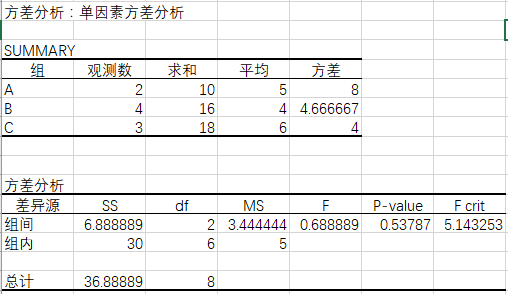 方差分析：单因素方差分析
SUMMARY
组 观测数 求和 平均 方差
A 2 10 5 8
B 4 16 4 4.666667
C 3 18 6 4
方差分析
差异源 SS df MS F P-value F crit
组间 6.888889 2 3.444444 0.688889 0.53787 5.143253
组内 30 6 5
总计 36.88889 8